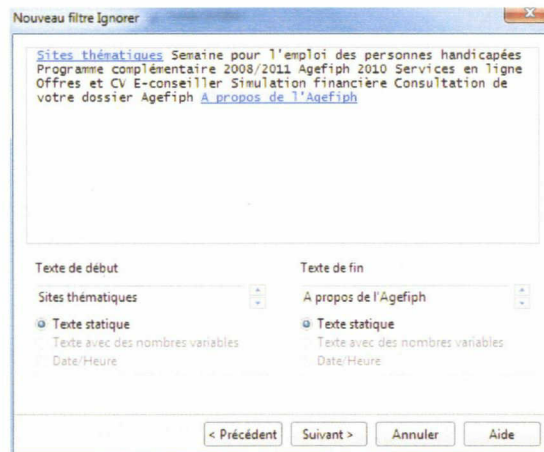 Nouveau filtre Ignorer
Sites thématiques Semaine pour l'emploi des personnes handicapées
Programme complémentaire 2008/2011 Agefiph 2010 Services en ligne
Offres et CV E-conseiller Simulation financière Consultation de
votre dossier Agefiph A propos de l'Agefiph
Texte de début
Texte de fin
Sites thématiques
A propos de l'Agefiph
Texte statique
Texte statique
Texte avec des nombres variables
Texte avec des nombres variables
Date/Heure
Date/Heure
< Précédent
Suivant >
Annuler
Aide